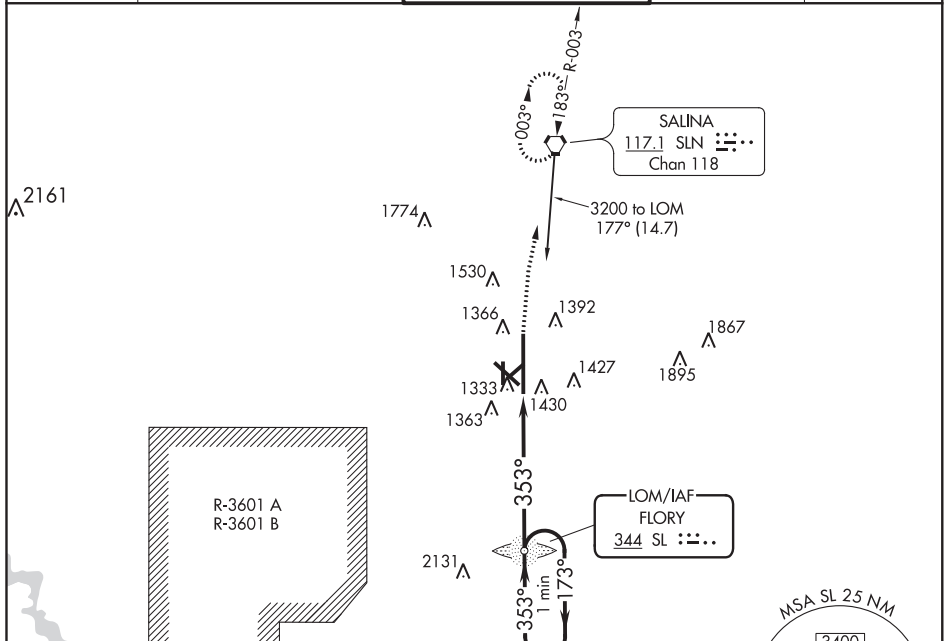 R-003
183°
003°
SALINA
117.1 SLN
Chan 118
2161
1774
3200 to LOM
177° (14.7)
1530
1366
1392
1867
1895
1427
1333
1430
1363
353°
R-3601 A
R-3601 B
LOM/IAF
FLORY
344 SL
2131
353°
1 min
173°
MSA SL 25 NM
3400